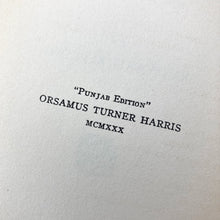 "Punjab Edition"
ORSAMUS TURNER HARRIS
MCMXXX